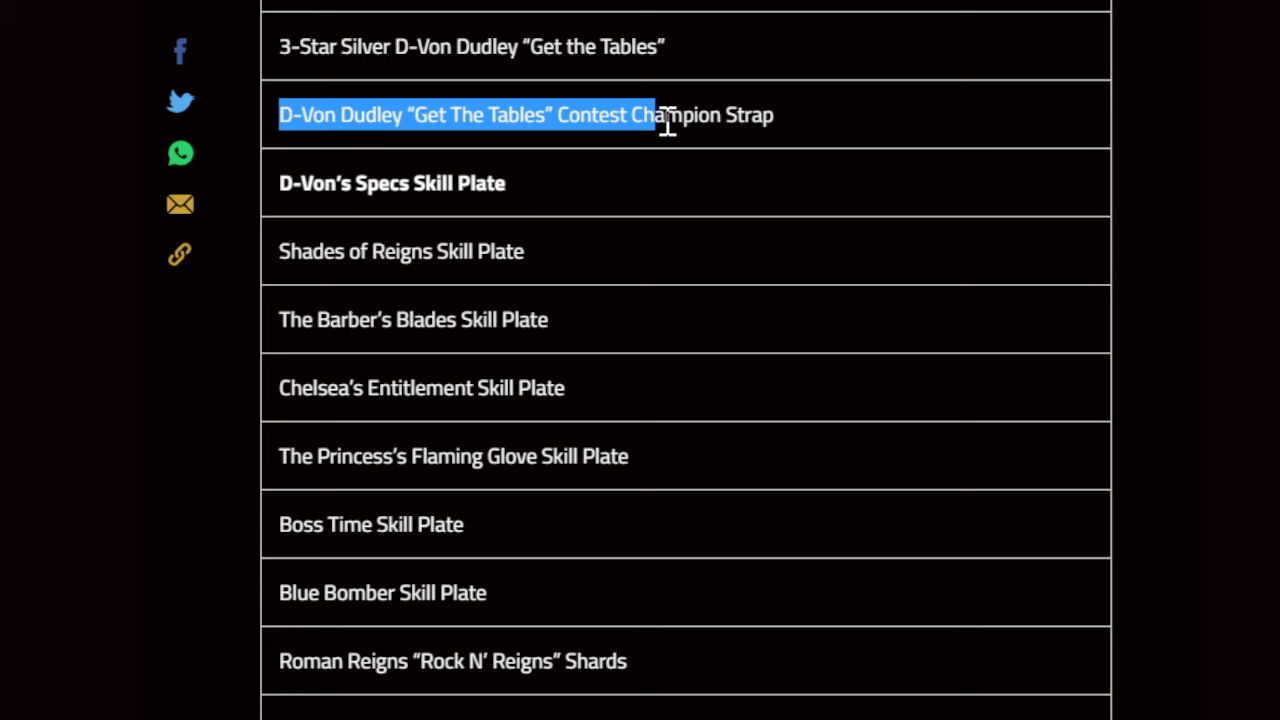 3-Star Silver D-Von Dudley “Get the Tables”
D-Von Dudley “Get The Tables” Contest Champion Strap
D-Von’s Specs Skill Plate
Shades of Reigns Skill Plate
The Barber’s Blades Skill Plate
Chelsea’s Entitlement Skill Plate
The Princess’s Flaming Glove Skill Plate
Boss Time Skill Plate
Blue Bomber Skill Plate
Roman Reigns “Rock N’ Reigns” Shards